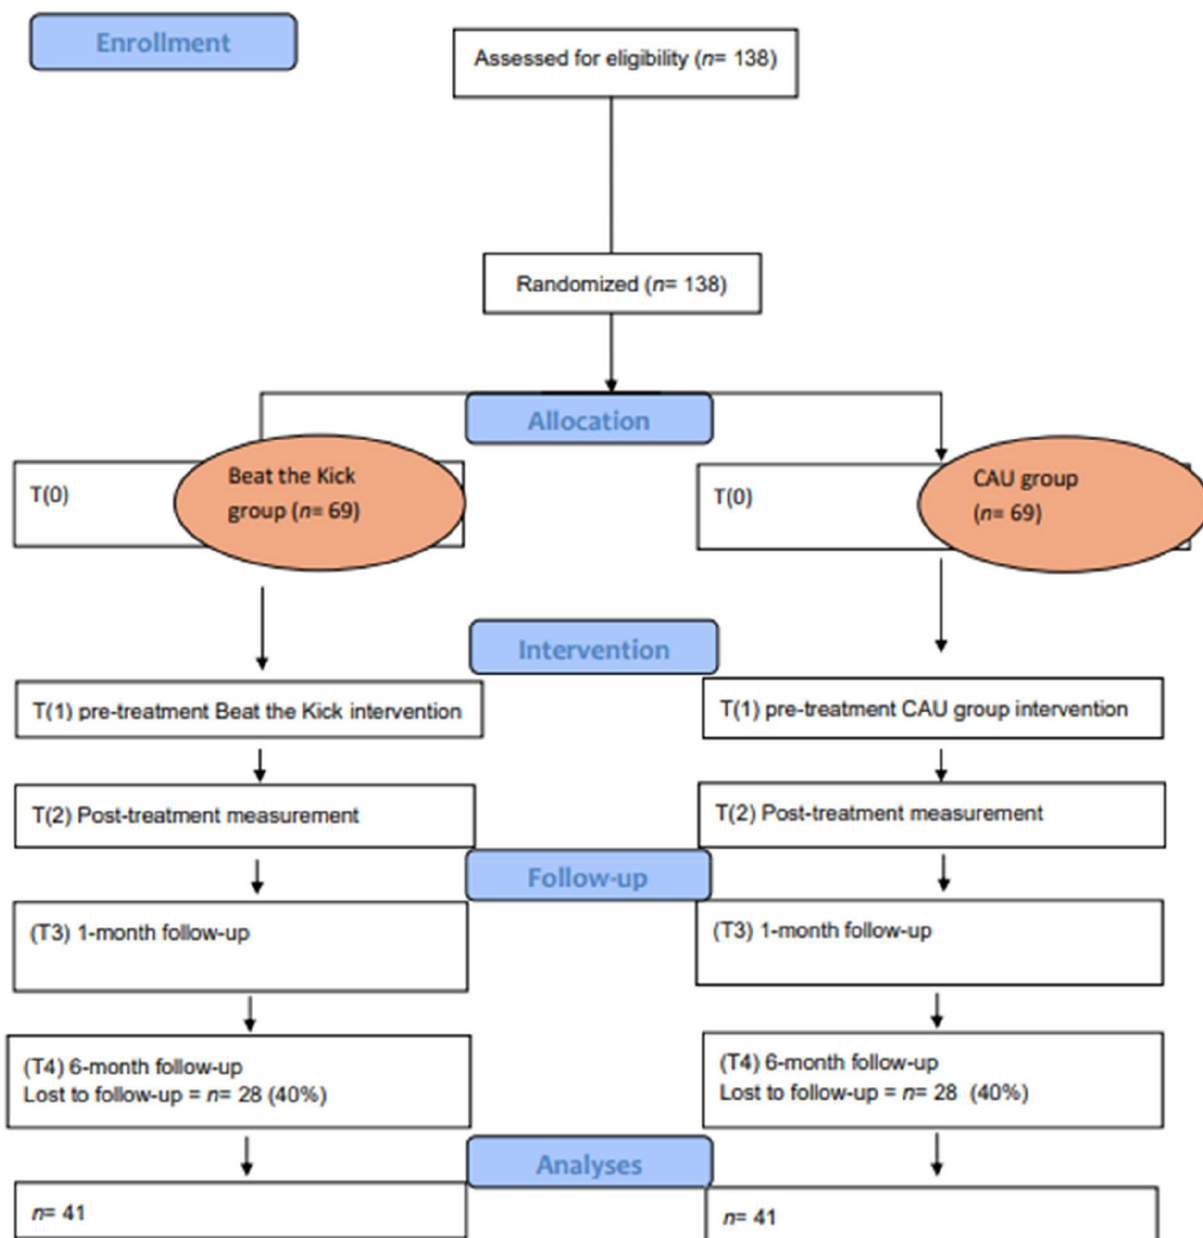 Enrollment
Assessed for eligibility (n= 138)
Randomized (n= 138)
Allocation
T(0)
Beat the Kick
group (n= 69)
T(0)
CAU group
(n= 69)
Intervention
T(1) pre-treatment Beat the Kick intervention
T(1) pre-treatment CAU group intervention
T(2) Post-treatment measurement
T(2) Post-treatment measurement
Follow-up
(T3) 1-month follow-up
(T3) 1-month follow-up
(T4) 6-month follow-up
Lost to follow-up = n= 28 (40%)
(T4) 6-month follow-up
Lost to follow-up = n= 28 (40%)
Analyses
n= 41
n= 41